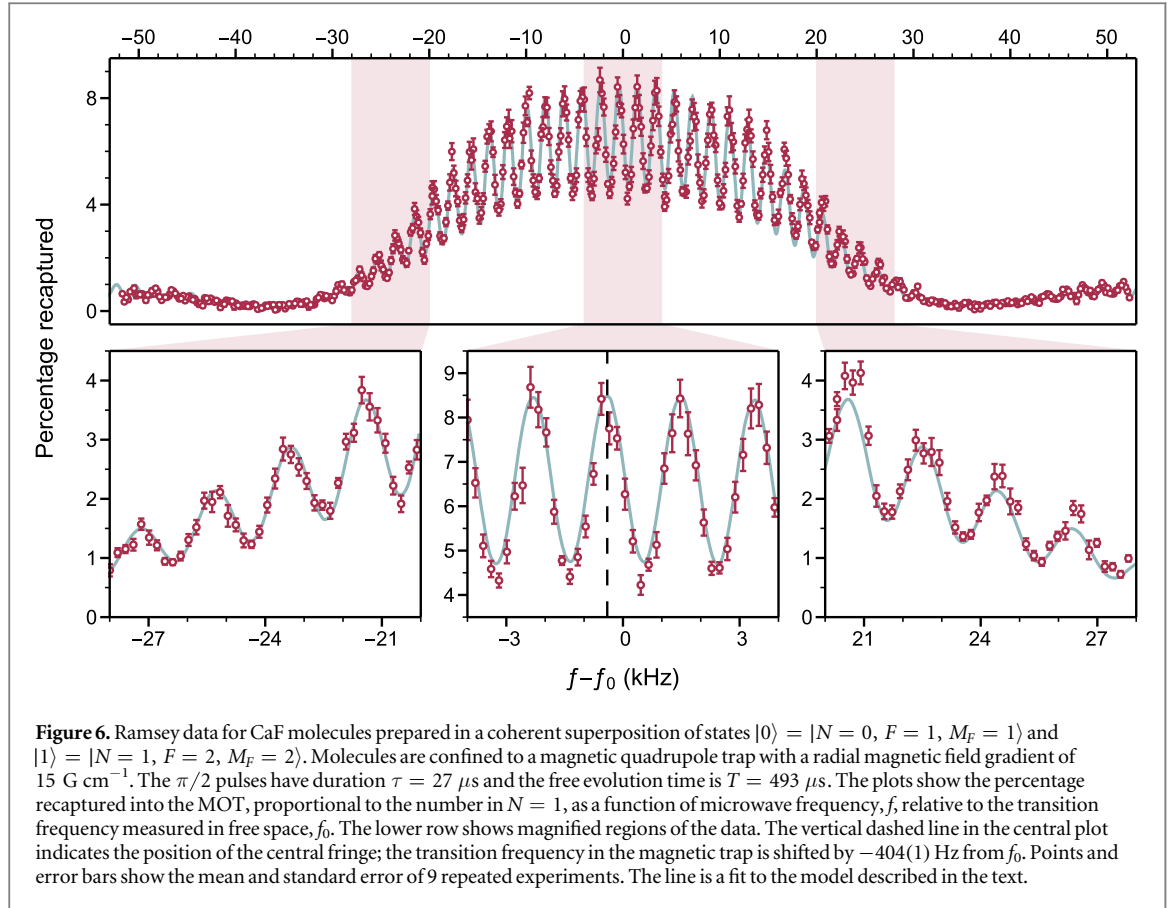 −50 −40 −30 −20 −10 0 10 20 30 40 50
8
4
0
Percentage recaptured
4
3
2
1
0
−27 −24 −21
9
8
7
6
5
4
−3 0 3
4
3
2
1
0
21 24 27
f−f₀ (kHz)
Figure 6. Ramsey data for CaF molecules prepared in a coherent superposition of states |0⟩ = |N = 0, F = 1, M_F = 1⟩ and
|1⟩ = |N = 1, F = 2, M_F = 2⟩. Molecules are confined to a magnetic quadrupole trap with a radial magnetic field gradient of
15 G cm⁻¹. The π/2 pulses have duration τ = 27 μs and the free evolution time is T = 493 μs. The plots show the percentage
recaptured into the MOT, proportional to the number in N = 1, as a function of microwave frequency, f, relative to the transition
frequency measured in free space, f₀. The lower row shows magnified regions of the data. The vertical dashed line in the central plot
indicates the position of the central fringe; the transition frequency in the magnetic trap is shifted by −404(1) Hz from f₀. Points and
error bars show the mean and standard error of 9 repeated experiments. The line is a fit to the model described in the text.